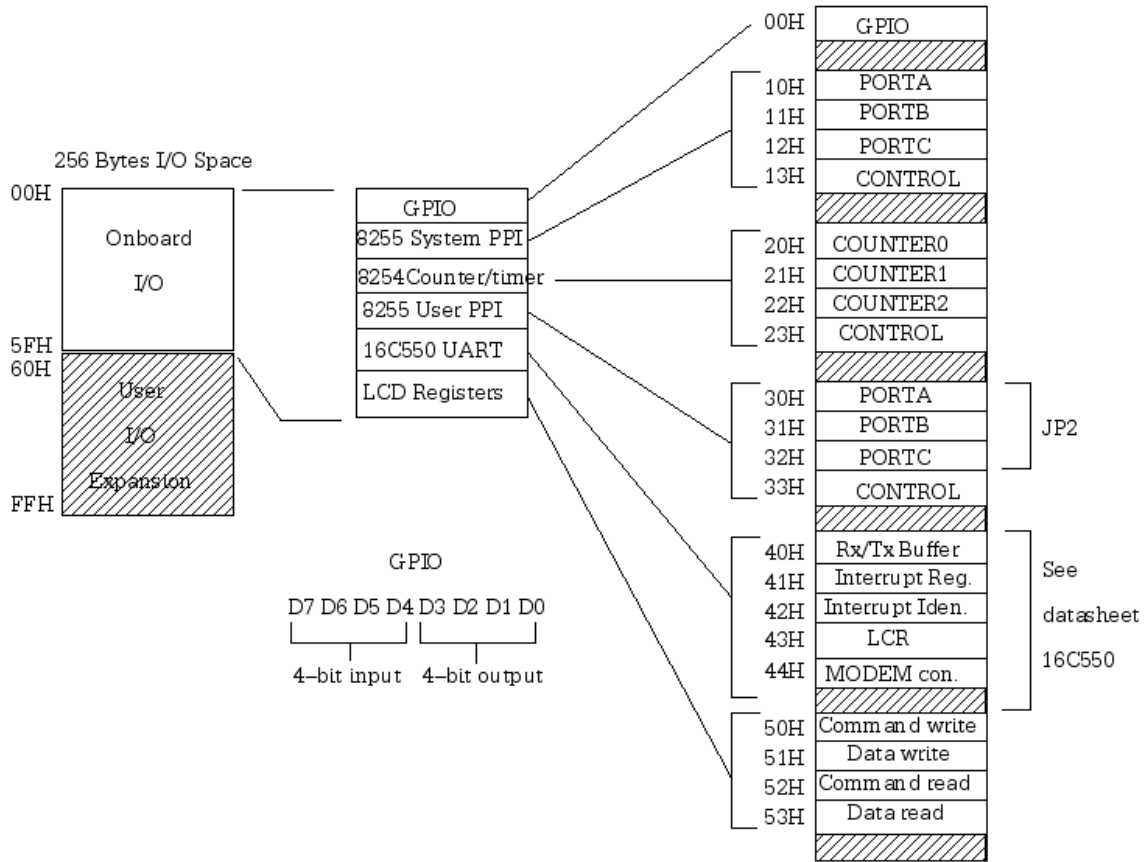 256 Bytes I/O Space
00H
Onboard
I/O
5FH
60H
User
I/O
Expansion
FFH
GPIO
8255 System PPI
8254Counter/timer
8255 User PPI
16C550 UART
LCD Registers
GPIO
D7 D6 D5 D4 D3 D2 D1 D0
4-bit input 4-bit output
00H GPIO
10H PORTA
11H PORTB
12H PORTC
13H CONTROL
20H COUNTER0
21H COUNTER1
22H COUNTER2
23H CONTROL
30H PORTA
31H PORTB
32H PORTC
33H CONTROL
JP2
40H Rx/Tx Buffer
41H Interrupt Reg.
42H Interrupt Iden.
43H LCR
44H MODEM con.
See
datasheet
16C550
50H Command write
51H Data write
52H Command read
53H Data read